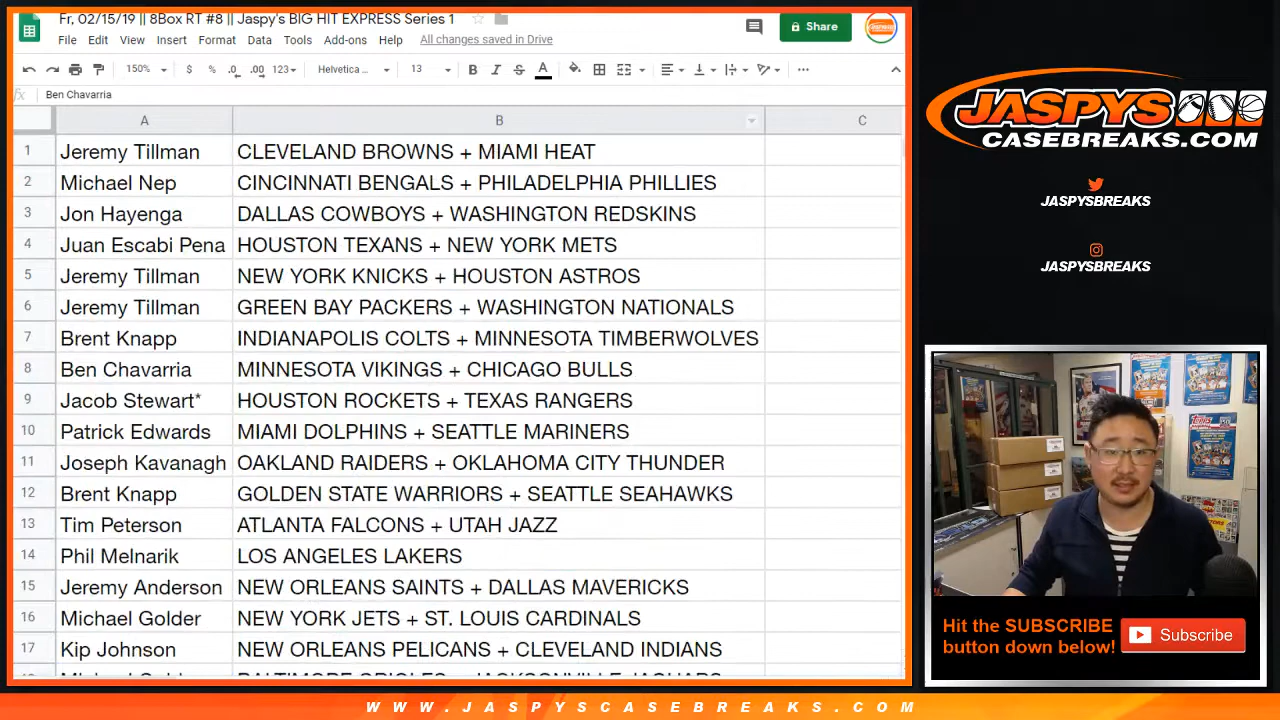 Fr, 02/15/19 || 8Box RT #8 || Jaspy's BIG HIT EXPRESS Series 1
File Edit View Insert Format Data Tools Add-ons Help All changes saved in Drive
Share
150% $ % .0 .00 123 Helvetica ... 13 B I S A
fx Ben Chavarria
A B C
1 Jeremy Tillman CLEVELAND BROWNS + MIAMI HEAT
2 Michael Nep CINCINNATI BENGALS + PHILADELPHIA PHILLIES
3 Jon Hayenga DALLAS COWBOYS + WASHINGTON REDSKINS
4 Juan Escabi Pena HOUSTON TEXANS + NEW YORK METS
5 Jeremy Tillman NEW YORK KNICKS + HOUSTON ASTROS
6 Jeremy Tillman GREEN BAY PACKERS + WASHINGTON NATIONALS
7 Brent Knapp INDIANAPOLIS COLTS + MINNESOTA TIMBERWOLVES
8 Ben Chavarria MINNESOTA VIKINGS + CHICAGO BULLS
9 Jacob Stewart* HOUSTON ROCKETS + TEXAS RANGERS
10 Patrick Edwards MIAMI DOLPHINS + SEATTLE MARINERS
11 Joseph Kavanagh OAKLAND RAIDERS + OKLAHOMA CITY THUNDER
12 Brent Knapp GOLDEN STATE WARRIORS + SEATTLE SEAHAWKS
13 Tim Peterson ATLANTA FALCONS + UTAH JAZZ
14 Phil Melnarik LOS ANGELES LAKERS
15 Jeremy Anderson NEW ORLEANS SAINTS + DALLAS MAVERICKS
16 Michael Golder NEW YORK JETS + ST. LOUIS CARDINALS
17 Kip Johnson NEW ORLEANS PELICANS + CLEVELAND INDIANS
JASPYS
CASEBREAKS.COM
JASPYSBREAKS
JASPYSBREAKS
Hit the SUBSCRIBE
button down below!
Subscribe
WWW.JASPYSCASEBREAKS.COM